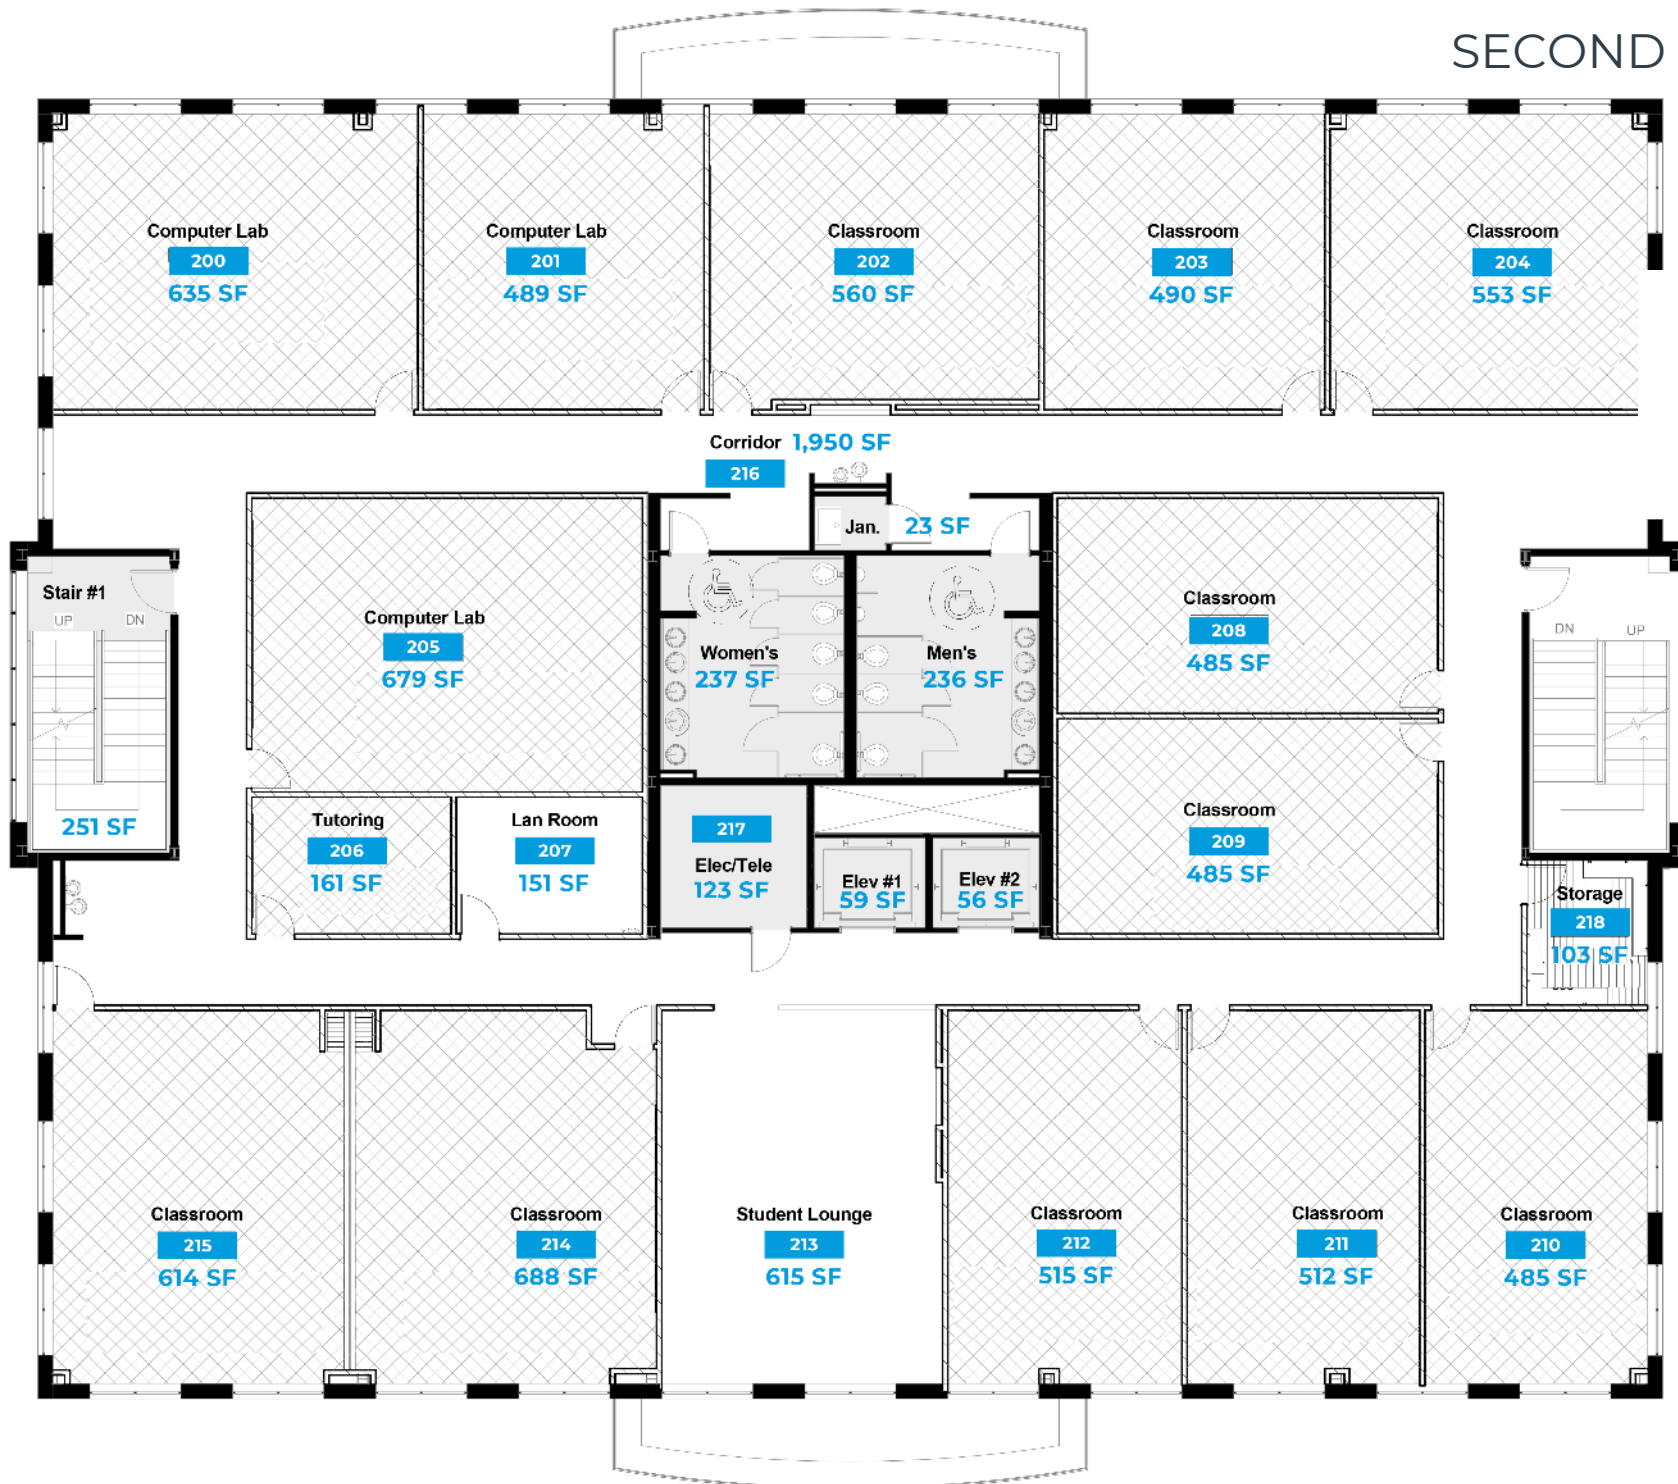 SECOND
Computer Lab
200
635 SF
Computer Lab
201
489 SF
Classroom
202
560 SF
Classroom
203
490 SF
Classroom
204
553 SF
Corridor 1,950 SF
216
Jan. 23 SF
Stair #1
UP DN
251 SF
Computer Lab
205
679 SF
Women's
237 SF
Men's
236 SF
Classroom
208
485 SF
DN UP
Tutoring
206
161 SF
Lan Room
207
151 SF
217
Elec/Tele
123 SF
Elev #1
59 SF
Elev #2
56 SF
Classroom
209
485 SF
Storage
218
103 SF
Classroom
215
614 SF
Classroom
214
688 SF
Student Lounge
213
615 SF
Classroom
212
515 SF
Classroom
211
512 SF
Classroom
210
485 SF